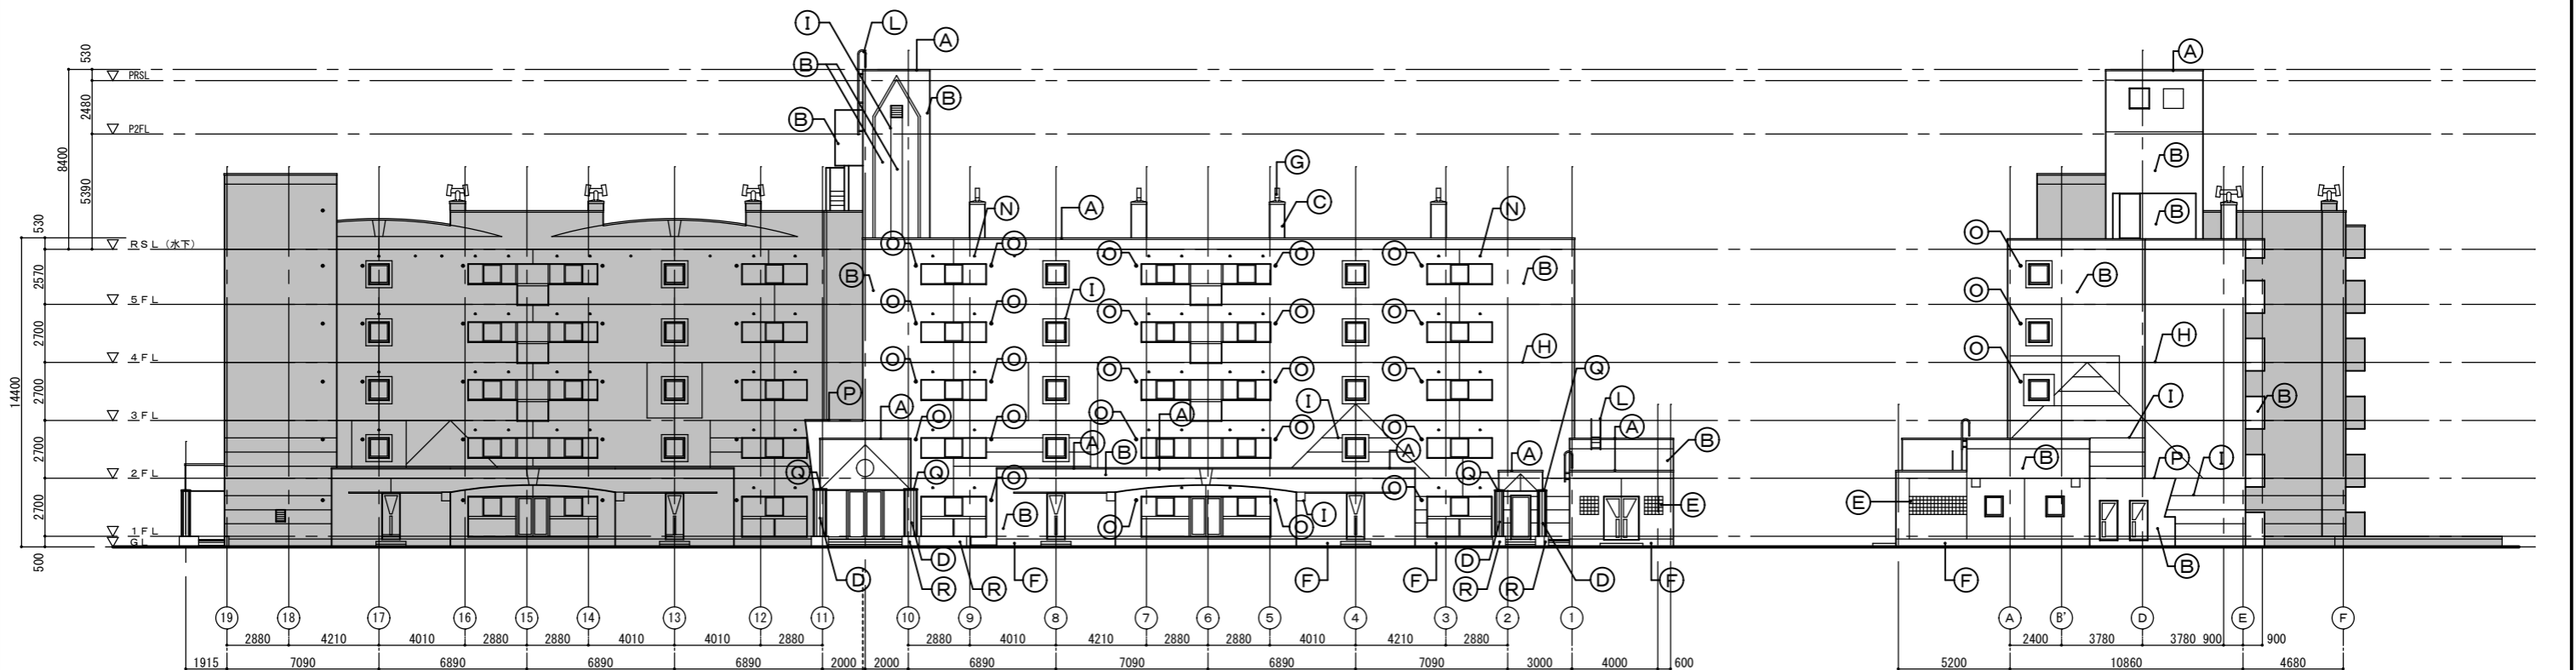 I L A A
530
PRSL
B
2480
B
P2FL
B
B
8400
5390
G
B
C
N A N
B
530
RSL (水下)
O O O O O O
2570
B B B
I
5FL
O O O O O O
2700
4FL
H H
O O O O O Q O
2700
14400
3FL
P A O O O A I O O L A I B
2700
A B A Q A B
2FL
Q Q O O B P I
2700
B O O I E E
1FL
GL
500
D F F F D D F F B
D R R R R
19 18 17 16 15 14 13 12 11 10 9 8 7 6 5 4 3 2 1 A B' D E F
2880 4210 4010 2880 2880 4010 4010 2880 2880 4010 4210 2880 2880 4010 4210 2880 2400 3780 3780 900 900
1915 7090 6890 6890 6890 2000 2000 6890 7090 6890 7090 3000 4000 600 5200 10860 4680